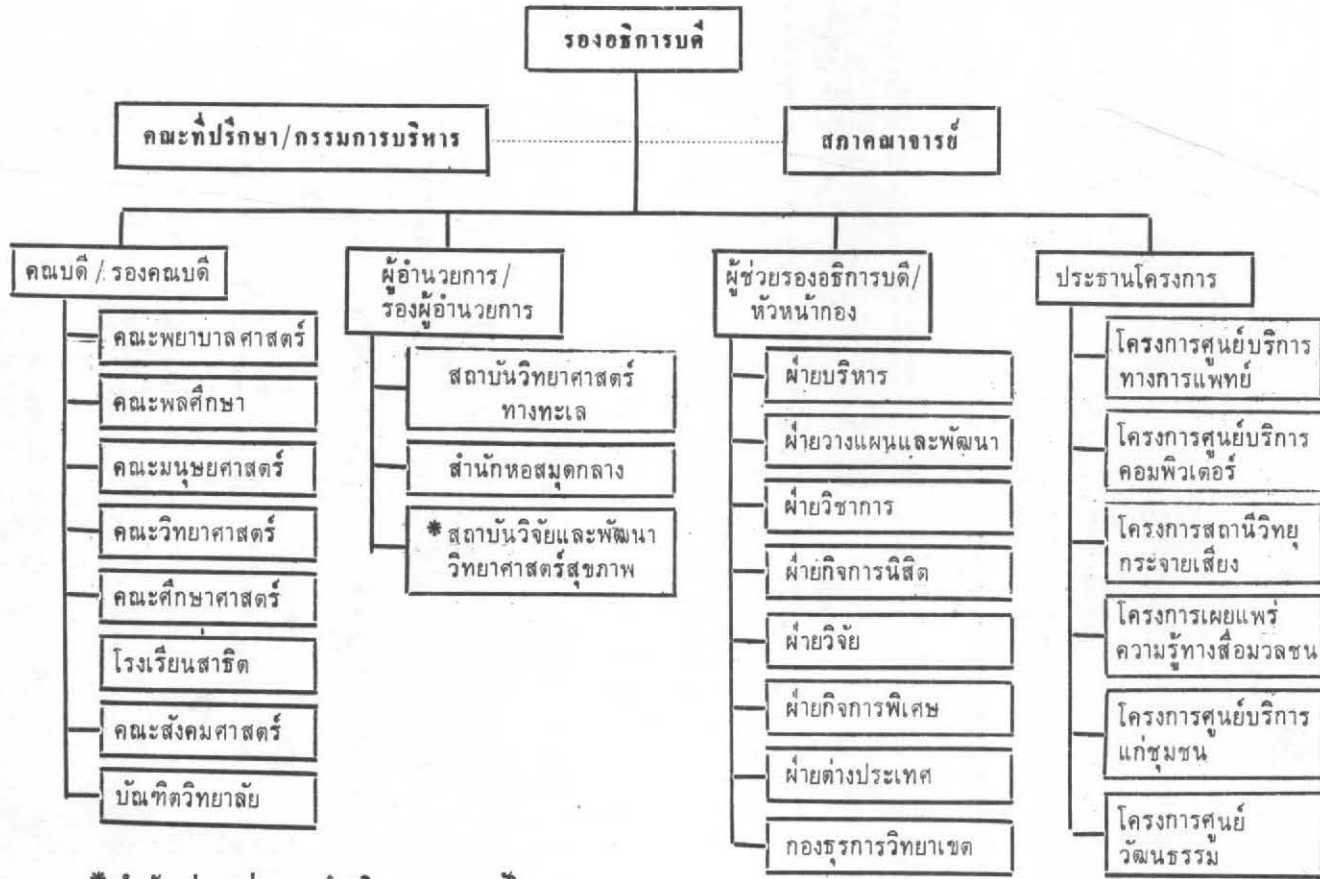 รองอธิการบดี
คณะที่ปรึกษา/กรรมการบริหาร
สภาคณาจารย์
คณบดี / รองคณบดี
คณะพยาบาลศาสตร์
คณะพลศึกษา
คณะมนุษยศาสตร์
คณะวิทยาศาสตร์
คณะศึกษาศาสตร์
โรงเรียนสาธิต
คณะสังคมศาสตร์
บัณฑิตวิทยาลัย
ผู้อำนวยการ /
รองผู้อำนวยการ
สถาบันวิทยาศาสตร์
ทางทะเล
สำนักหอสมุดกลาง
* สถาบันวิจัยและพัฒนา
วิทยาศาสตร์สุขภาพ
ผู้ช่วยรองอธิการบดี/
หัวหน้ากอง
ฝ่ายบริหาร
ฝ่ายวางแผนและพัฒนา
ฝ่ายวิชาการ
ฝ่ายกิจการนิสิต
ฝ่ายวิจัย
ฝ่ายกิจการพิเศษ
ฝ่ายต่างประเทศ
กองธุรการวิทยาเขต
ประธานโครงการ
โครงการศูนย์บริการ
ทางการแพทย์
โครงการศูนย์บริการ
คอมพิวเตอร์
โครงการสถานีวิทยุ
กระจายเสียง
โครงการเผยแพร่
ความรู้ทางสื่อมวลชน
โครงการศูนย์บริการ
แก่ชุมชน
โครงการศูนย์
วัฒนธรรม